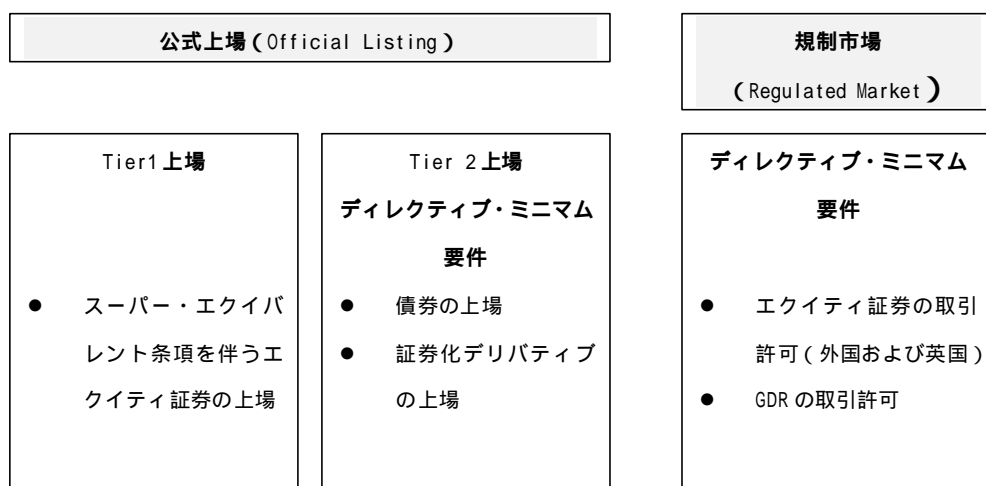 公式上場(Official Listing)
規制市場
(Regulated Market)
Tier1上場
● スーパー・エクイバ
レント条項を伴うエ
クイティ証券の上場
Tier 2上場
ディレクティブ・ミニマム
要件
● 債券の上場
● 証券化デリバティブ
の上場
ディレクティブ・ミニマム
要件
● エクイティ証券の取引
許可(外国および英国)
● GDRの取引許可